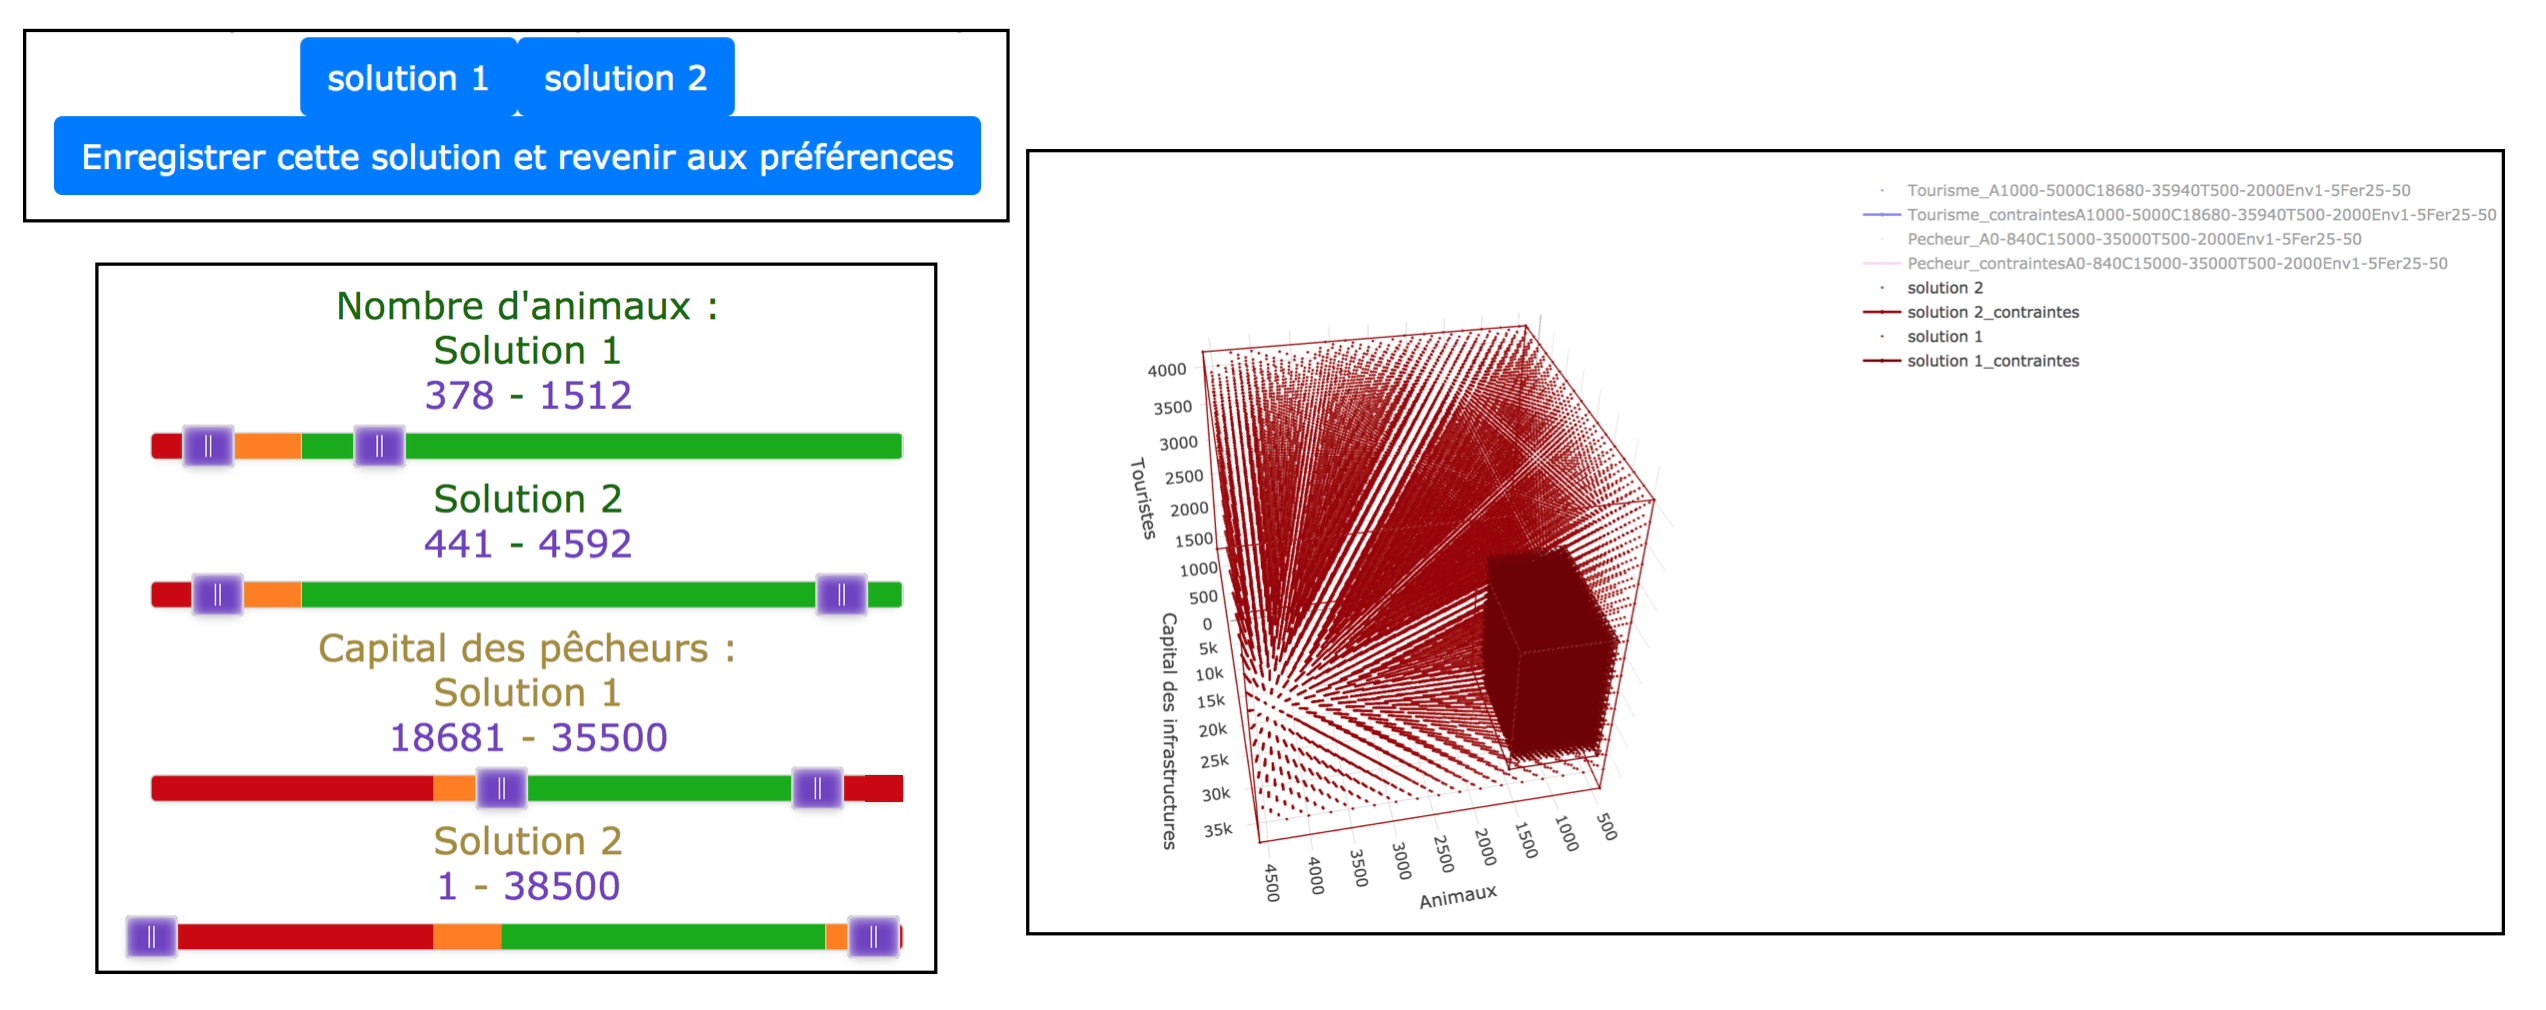 solution 1
solution 2
Enregistrer cette solution et revenir aux préférences
Nombre d'animaux :
Solution 1
378 - 1512
Solution 2
441 - 4592
Capital des pêcheurs :
Solution 1
18681 - 35500
Solution 2
1 - 38500
Tourisme_A1000-5000C18680-35940T500-2000Env1-5Fer25-50
Tourisme_contraintesA1000-5000C18680-35940T500-2000Env1-5Fer25-50
Pecheur_A0-840C15000-35000T500-2000Env1-5Fer25-50
Pecheur_contraintesA0-840C15000-35000T500-2000Env1-5Fer25-50
solution 2
solution 2_contraintes
solution 1
solution 1_contraintes
Touristes
4000
3500
3000
2500
2000
1500
1000
500
0
Capital des infrastructures
5k
10k
15k
20k
25k
30k
35k
4500
4000
3500
3000
2500
2000
1500
1000
500
Animaux